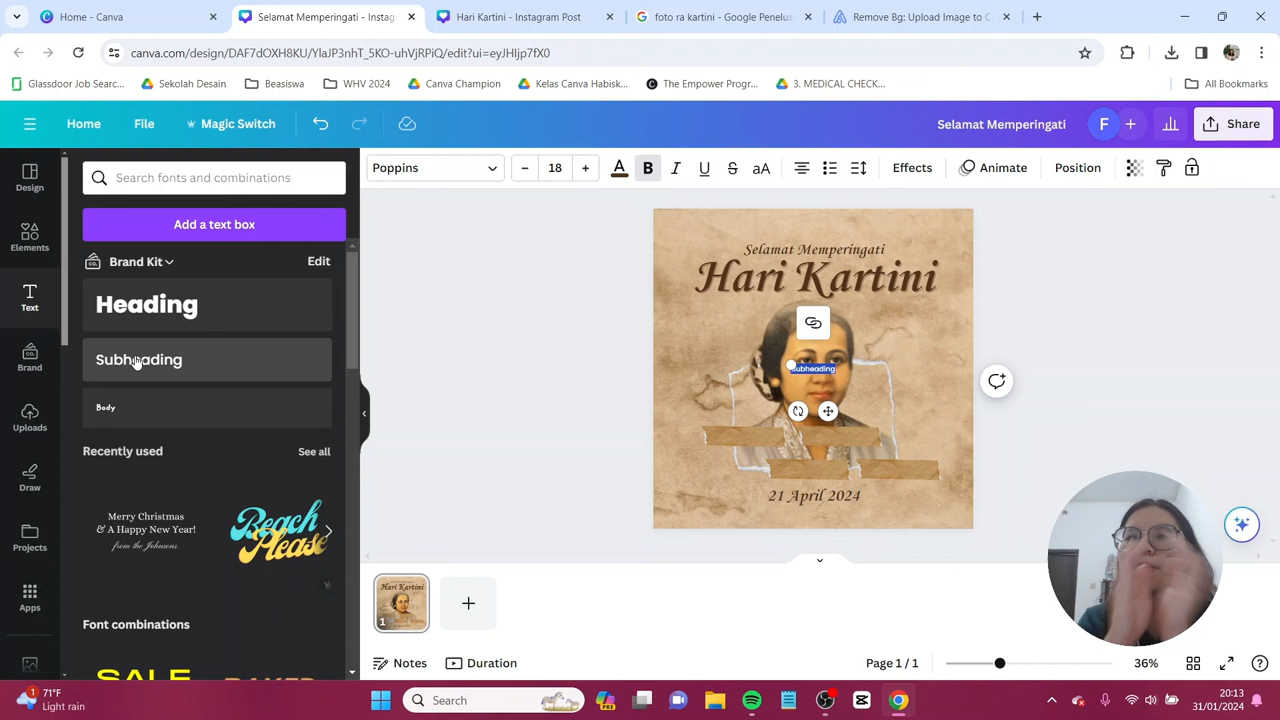 Home - Canva
Selamat Memperingati - Instag
Hari Kartini - Instagram Post
foto ra kartini - Google Penelus
Remove Bg: Upload Image to C
canva.com/design/DAF7dOXH8KU/YlaJP3nhT_5KO-uhVjRPiQ/edit?ui=eyJHIjp7fX0
Glassdoor Job Searc...
Sekolah Desain
Beasiswa
WHV 2024
Canva Champion
Kelas Canva Habisk...
The Empower Progr...
3. MEDICAL CHECK...
All Bookmarks
Home
File
Magic Switch
Selamat Memperingati
F
Share
Design
Elements
Text
Brand
Uploads
Draw
Projects
Apps
Search fonts and combinations
Add a text box
Brand Kit
Edit
Heading
Subheading
Body
Recently used
See all
Merry Christmas
& A Happy New Year!
from the Johnsons
Beach
Please
Font combinations
SALE
Poppins
18
A
B
I
U
S
aA
Effects
Animate
Position
Selamat Memperingati
Hari Kartini
Subheading
21 April 2024
Hari Kartini
1
Notes
Duration
Page 1 / 1
36%
1
71°F
Light rain
Search
PRE
20:13
31/01/2024